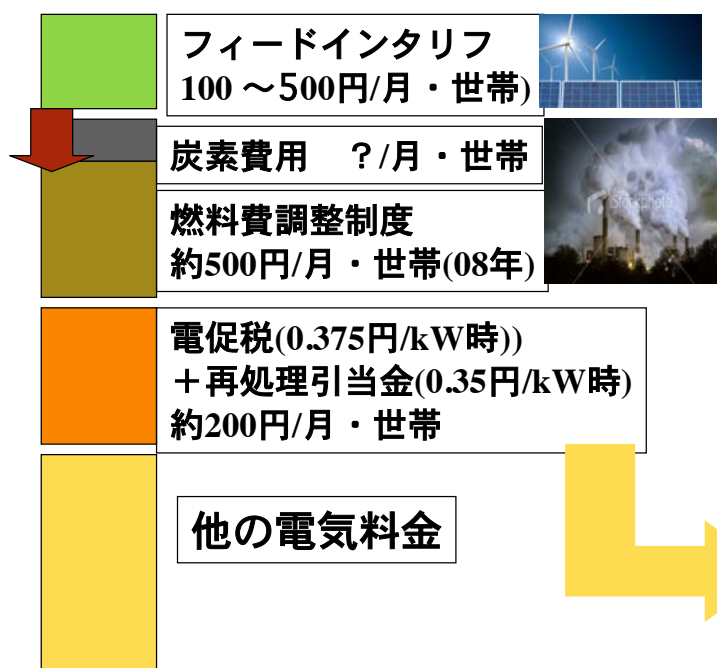 フィードインタリフ
100 ～500円/月・世帯)
炭素費用　？/月・世帯
燃料費調整制度
約500円/月・世帯(08年)
電促税(0.375円/kW時))
＋再処理引当金(0.35円/kW時)
約200円/月・世帯
他の電気料金
iStockphoto